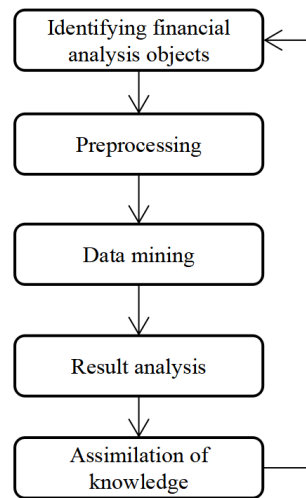 Identifying financial
analysis objects
Preprocessing
Data mining
Result analysis
Assimilation of
knowledge